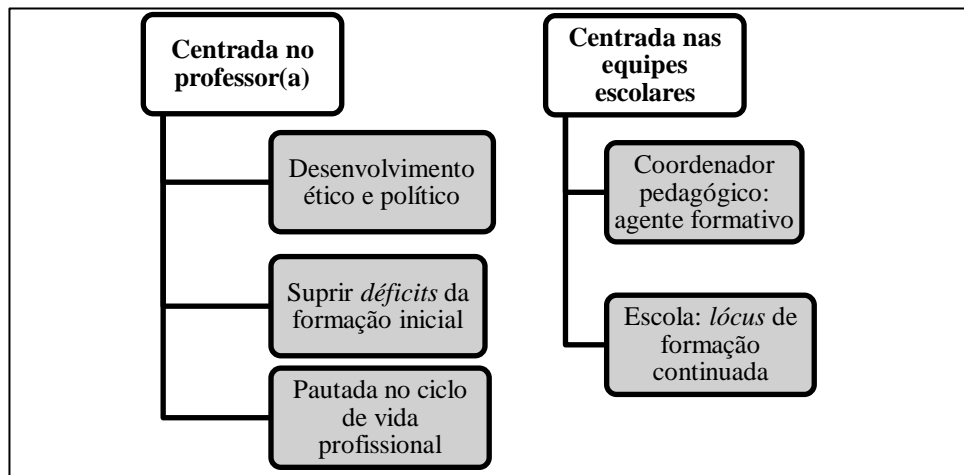 Centrada no
professor(a)
Desenvolvimento
ético e político
Suprir déficits da
formação inicial
Pautada no ciclo
de vida
profissional
Centrada nas
equipes
escolares
Coordenador
pedagógico:
agente formativo
Escola: lócus de
formação
continuada